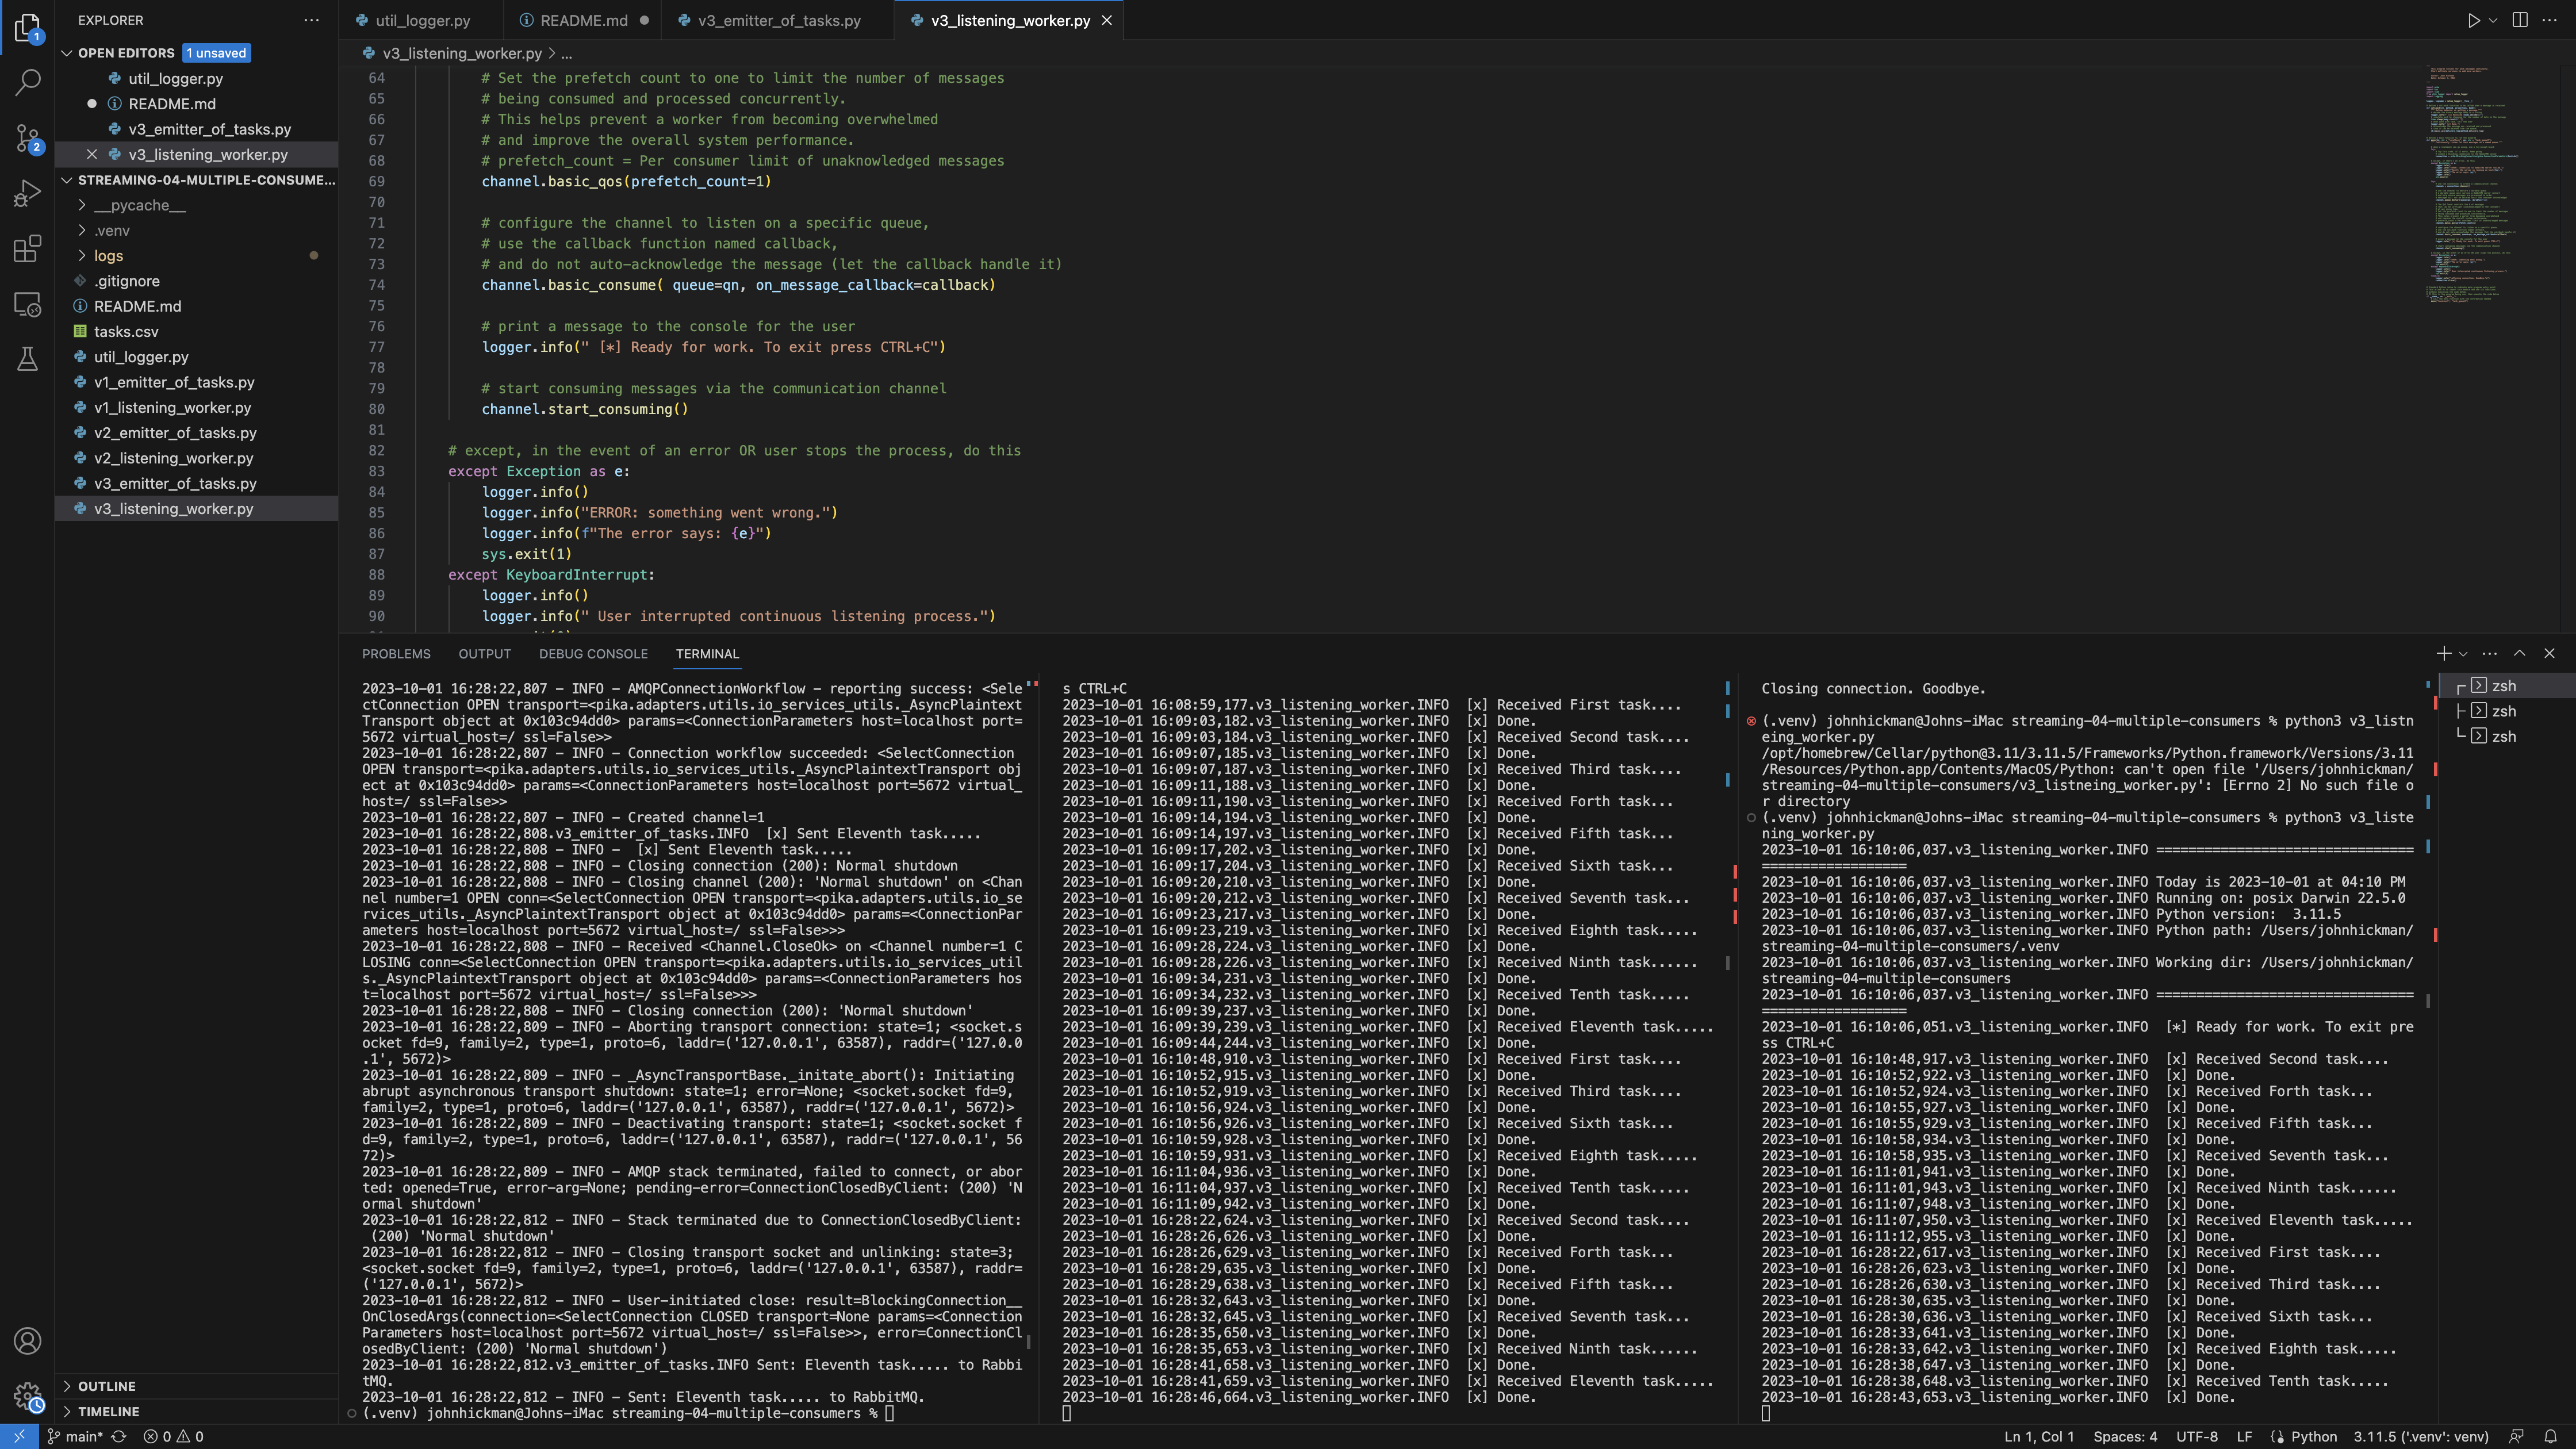 EXPLORER
OPEN EDITORS 1 unsaved
util_logger.py
README.md
v3_emitter_of_tasks.py
v3_listening_worker.py
STREAMING-04-MULTIPLE-CONSUME...
__pycache__
.venv
logs
.gitignore
README.md
tasks.csv
util_logger.py
v1_emitter_of_tasks.py
v1_listening_worker.py
v2_emitter_of_tasks.py
v2_listening_worker.py
v3_emitter_of_tasks.py
v3_listening_worker.py
OUTLINE
TIMELINE
1
2
util_logger.py README.md v3_emitter_of_tasks.py v3_listening_worker.py
v3_listening_worker.py > ...
64 # Set the prefetch count to one to limit the number of messages
65 # being consumed and processed concurrently.
66 # This helps prevent a worker from becoming overwhelmed
67 # and improve the overall system performance.
68 # prefetch_count = Per consumer limit of unaknowledged messages
69 channel.basic_qos(prefetch_count=1)
70
71 # configure the channel to listen on a specific queue,
72 # use the callback function named callback,
73 # and do not auto-acknowledge the message (let the callback handle it)
74 channel.basic_consume( queue=qn, on_message_callback=callback)
75
76 # print a message to the console for the user
77 logger.info(" [*] Ready for work. To exit press CTRL+C")
78
79 # start consuming messages via the communication channel
80 channel.start_consuming()
81
82 # except, in the event of an error OR user stops the process, do this
83 except Exception as e:
84 logger.info()
85 logger.info("ERROR: something went wrong.")
86 logger.info(f"The error says: {e}")
87 sys.exit(1)
88 except KeyboardInterrupt:
89 logger.info()
90 logger.info(" User interrupted continuous listening process.")
PROBLEMS OUTPUT DEBUG CONSOLE TERMINAL
2023-10-01 16:28:22,807 - INFO - AMQPConnectionWorkflow - reporting success: <Sele
ctConnection OPEN transport=<pika.adapters.utils.io_services_utils._AsyncPlaintext
Transport object at 0x103c94dd0> params=<ConnectionParameters host=localhost port=
5672 virtual_host=/ ssl=False>>
2023-10-01 16:28:22,807 - INFO - Connection workflow succeeded: <SelectConnection
OPEN transport=<pika.adapters.utils.io_services_utils._AsyncPlaintextTransport obj
ect at 0x103c94dd0> params=<ConnectionParameters host=localhost port=5672 virtual_
host=/ ssl=False>>
2023-10-01 16:28:22,807 - INFO - Created channel=1
2023-10-01 16:28:22,808.v3_emitter_of_tasks.INFO  [x] Sent Eleventh task.....
2023-10-01 16:28:22,808 - INFO -  [x] Sent Eleventh task.....
2023-10-01 16:28:22,808 - INFO - Closing connection (200): Normal shutdown
2023-10-01 16:28:22,808 - INFO - Closing channel (200): 'Normal shutdown' on <Chan
nel number=1 OPEN conn=<SelectConnection OPEN transport=<pika.adapters.utils.io_se
rvices_utils._AsyncPlaintextTransport object at 0x103c94dd0> params=<ConnectionPar
ameters host=localhost port=5672 virtual_host=/ ssl=False>>>
2023-10-01 16:28:22,808 - INFO - Received <Channel.CloseOk> on <Channel number=1 C
LOSING conn=<SelectConnection OPEN transport=<pika.adapters.utils.io_services_util
s._AsyncPlaintextTransport object at 0x103c94dd0> params=<ConnectionParameters hos
t=localhost port=5672 virtual_host=/ ssl=False>>>
2023-10-01 16:28:22,808 - INFO - Closing connection (200): 'Normal shutdown'
2023-10-01 16:28:22,809 - INFO - Aborting transport connection: state=1; <socket.s
ocket fd=9, family=2, type=1, proto=6, laddr=('127.0.0.1', 63587), raddr=('127.0.0
.1', 5672)>
2023-10-01 16:28:22,809 - INFO - _AsyncTransportBase._initate_abort(): Initiating
abrupt asynchronous transport shutdown: state=1; error=None; <socket.socket fd=9,
family=2, type=1, proto=6, laddr=('127.0.0.1', 63587), raddr=('127.0.0.1', 5672)>
2023-10-01 16:28:22,809 - INFO - Deactivating transport: state=1; <socket.socket f
d=9, family=2, type=1, proto=6, laddr=('127.0.0.1', 63587), raddr=('127.0.0.1', 56
72)>
2023-10-01 16:28:22,809 - INFO - AMQP stack terminated, failed to connect, or abor
ted: opened=True, error-arg=None; pending-error=ConnectionClosedByClient: (200) 'N
ormal shutdown'
2023-10-01 16:28:22,812 - INFO - Stack terminated due to ConnectionClosedByClient:
(200) 'Normal shutdown'
2023-10-01 16:28:22,812 - INFO - Closing transport socket and unlinking: state=3;
<socket.socket fd=9, family=2, type=1, proto=6, laddr=('127.0.0.1', 63587), raddr=
('127.0.0.1', 5672)>
2023-10-01 16:28:22,812 - INFO - User-initiated close: result=BlockingConnection__
OnClosedArgs(connection=<SelectConnection CLOSED transport=None params=<Connection
Parameters host=localhost port=5672 virtual_host=/ ssl=False>>, error=ConnectionCl
osedByClient: (200) 'Normal shutdown')
2023-10-01 16:28:22,812.v3_emitter_of_tasks.INFO Sent: Eleventh task..... to Rabbi
tMQ.
2023-10-01 16:28:22,812 - INFO - Sent: Eleventh task..... to RabbitMQ.
(.venv) johnhickman@Johns-iMac streaming-04-multiple-consumers %
s CTRL+C
2023-10-01 16:08:59,177.v3_listening_worker.INFO  [x] Received First task....
2023-10-01 16:09:03,182.v3_listening_worker.INFO  [x] Done.
2023-10-01 16:09:03,184.v3_listening_worker.INFO  [x] Received Second task....
2023-10-01 16:09:07,185.v3_listening_worker.INFO  [x] Done.
2023-10-01 16:09:07,187.v3_listening_worker.INFO  [x] Received Third task....
2023-10-01 16:09:11,188.v3_listening_worker.INFO  [x] Done.
2023-10-01 16:09:11,190.v3_listening_worker.INFO  [x] Received Forth task...
2023-10-01 16:09:14,194.v3_listening_worker.INFO  [x] Done.
2023-10-01 16:09:14,197.v3_listening_worker.INFO  [x] Received Fifth task...
2023-10-01 16:09:17,202.v3_listening_worker.INFO  [x] Done.
2023-10-01 16:09:17,204.v3_listening_worker.INFO  [x] Received Sixth task...
2023-10-01 16:09:20,210.v3_listening_worker.INFO  [x] Done.
2023-10-01 16:09:20,212.v3_listening_worker.INFO  [x] Received Seventh task...
2023-10-01 16:09:23,217.v3_listening_worker.INFO  [x] Done.
2023-10-01 16:09:23,219.v3_listening_worker.INFO  [x] Received Eighth task.....
2023-10-01 16:09:28,224.v3_listening_worker.INFO  [x] Done.
2023-10-01 16:09:28,226.v3_listening_worker.INFO  [x] Received Ninth task......
2023-10-01 16:09:34,231.v3_listening_worker.INFO  [x] Done.
2023-10-01 16:09:34,232.v3_listening_worker.INFO  [x] Received Tenth task.....
2023-10-01 16:09:39,237.v3_listening_worker.INFO  [x] Done.
2023-10-01 16:09:39,239.v3_listening_worker.INFO  [x] Received Eleventh task.....
2023-10-01 16:09:44,244.v3_listening_worker.INFO  [x] Done.
2023-10-01 16:10:48,910.v3_listening_worker.INFO  [x] Received First task....
2023-10-01 16:10:52,915.v3_listening_worker.INFO  [x] Done.
2023-10-01 16:10:52,919.v3_listening_worker.INFO  [x] Received Third task....
2023-10-01 16:10:56,924.v3_listening_worker.INFO  [x] Done.
2023-10-01 16:10:56,926.v3_listening_worker.INFO  [x] Received Sixth task...
2023-10-01 16:10:59,928.v3_listening_worker.INFO  [x] Done.
2023-10-01 16:10:59,931.v3_listening_worker.INFO  [x] Received Eighth task.....
2023-10-01 16:11:04,936.v3_listening_worker.INFO  [x] Done.
2023-10-01 16:11:04,937.v3_listening_worker.INFO  [x] Received Tenth task.....
2023-10-01 16:11:09,942.v3_listening_worker.INFO  [x] Done.
2023-10-01 16:28:22,624.v3_listening_worker.INFO  [x] Received Second task....
2023-10-01 16:28:26,626.v3_listening_worker.INFO  [x] Done.
2023-10-01 16:28:26,629.v3_listening_worker.INFO  [x] Received Forth task...
2023-10-01 16:28:29,635.v3_listening_worker.INFO  [x] Done.
2023-10-01 16:28:29,638.v3_listening_worker.INFO  [x] Received Fifth task...
2023-10-01 16:28:32,643.v3_listening_worker.INFO  [x] Done.
2023-10-01 16:28:32,645.v3_listening_worker.INFO  [x] Received Seventh task...
2023-10-01 16:28:35,650.v3_listening_worker.INFO  [x] Done.
2023-10-01 16:28:35,653.v3_listening_worker.INFO  [x] Received Ninth task......
2023-10-01 16:28:41,658.v3_listening_worker.INFO  [x] Done.
2023-10-01 16:28:41,659.v3_listening_worker.INFO  [x] Received Eleventh task.....
2023-10-01 16:28:46,664.v3_listening_worker.INFO  [x] Done.
Closing connection. Goodbye.
(.venv) johnhickman@Johns-iMac streaming-04-multiple-consumers % python3 v3_listn
eing_worker.py
/opt/homebrew/Cellar/python@3.11/3.11.5/Frameworks/Python.framework/Versions/3.11
/Resources/Python.app/Contents/MacOS/Python: can't open file '/Users/johnhickman/
streaming-04-multiple-consumers/v3_listneing_worker.py': [Errno 2] No such file o
r directory
(.venv) johnhickman@Johns-iMac streaming-04-multiple-consumers % python3 v3_liste
ning_worker.py
2023-10-01 16:10:06,037.v3_listening_worker.INFO ================================
==================
2023-10-01 16:10:06,037.v3_listening_worker.INFO Today is 2023-10-01 at 04:10 PM
2023-10-01 16:10:06,037.v3_listening_worker.INFO Running on: posix Darwin 22.5.0
2023-10-01 16:10:06,037.v3_listening_worker.INFO Python version:  3.11.5
2023-10-01 16:10:06,037.v3_listening_worker.INFO Python path: /Users/johnhickman/
streaming-04-multiple-consumers/.venv
2023-10-01 16:10:06,037.v3_listening_worker.INFO Working dir: /Users/johnhickman/
streaming-04-multiple-consumers
2023-10-01 16:10:06,037.v3_listening_worker.INFO ================================
==================
2023-10-01 16:10:06,051.v3_listening_worker.INFO  [*] Ready for work. To exit pre
ss CTRL+C
2023-10-01 16:10:48,917.v3_listening_worker.INFO  [x] Received Second task....
2023-10-01 16:10:52,922.v3_listening_worker.INFO  [x] Done.
2023-10-01 16:10:52,924.v3_listening_worker.INFO  [x] Received Forth task...
2023-10-01 16:10:55,927.v3_listening_worker.INFO  [x] Done.
2023-10-01 16:10:55,929.v3_listening_worker.INFO  [x] Received Fifth task...
2023-10-01 16:10:58,934.v3_listening_worker.INFO  [x] Done.
2023-10-01 16:10:58,935.v3_listening_worker.INFO  [x] Received Seventh task...
2023-10-01 16:11:01,941.v3_listening_worker.INFO  [x] Done.
2023-10-01 16:11:01,943.v3_listening_worker.INFO  [x] Received Ninth task......
2023-10-01 16:11:07,948.v3_listening_worker.INFO  [x] Done.
2023-10-01 16:11:07,950.v3_listening_worker.INFO  [x] Received Eleventh task.....
2023-10-01 16:11:12,955.v3_listening_worker.INFO  [x] Done.
2023-10-01 16:28:22,617.v3_listening_worker.INFO  [x] Received First task....
2023-10-01 16:28:26,623.v3_listening_worker.INFO  [x] Done.
2023-10-01 16:28:26,630.v3_listening_worker.INFO  [x] Received Third task....
2023-10-01 16:28:30,635.v3_listening_worker.INFO  [x] Done.
2023-10-01 16:28:30,636.v3_listening_worker.INFO  [x] Received Sixth task...
2023-10-01 16:28:33,641.v3_listening_worker.INFO  [x] Done.
2023-10-01 16:28:33,642.v3_listening_worker.INFO  [x] Received Eighth task.....
2023-10-01 16:28:38,647.v3_listening_worker.INFO  [x] Done.
2023-10-01 16:28:38,648.v3_listening_worker.INFO  [x] Received Tenth task.....
2023-10-01 16:28:43,653.v3_listening_worker.INFO  [x] Done.
zsh
zsh
zsh
main* 0 0 Ln 1, Col 1 Spaces: 4 UTF-8 LF Python 3.11.5 ('.venv': venv)